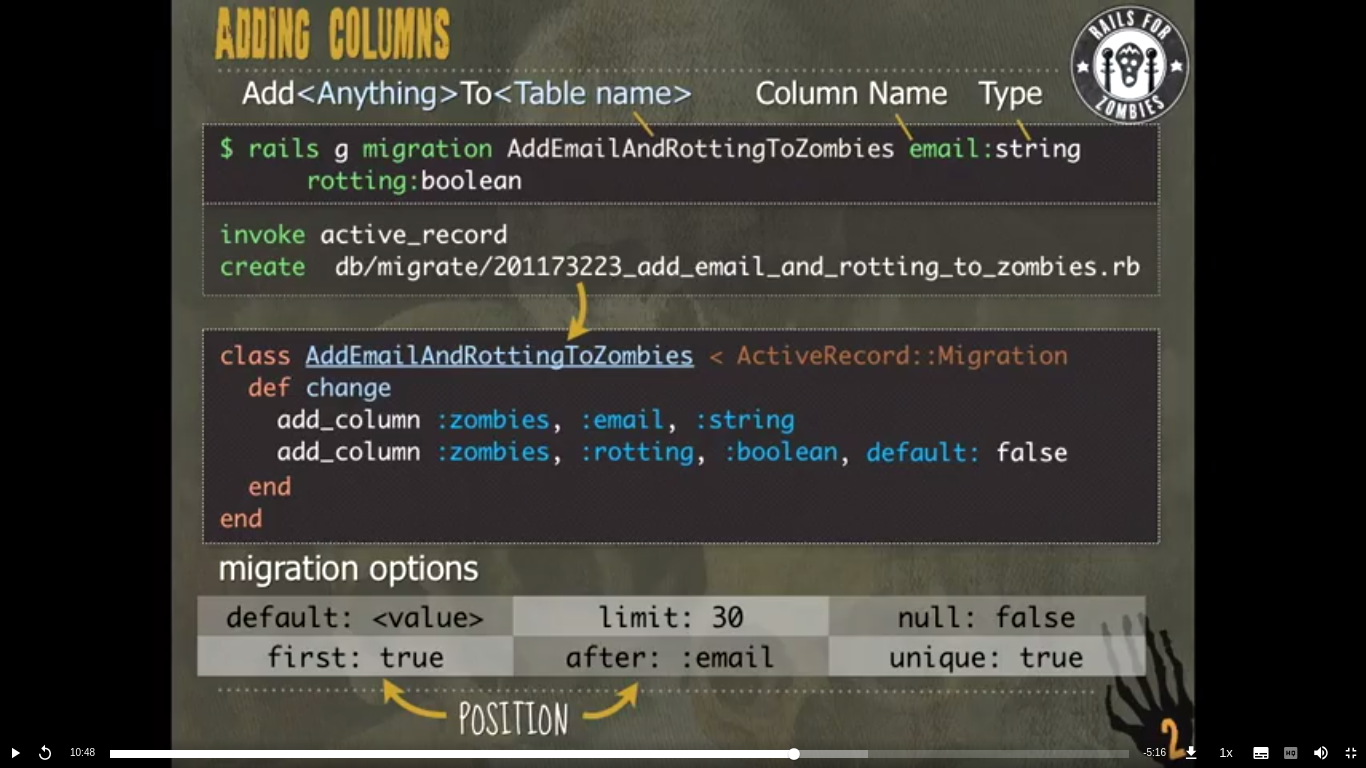 ADDING COLUMNS
RAILS FOR
ZOMBIES
Add<Anything>To<Table name> Column Name Type
$ rails g migration AddEmailAndRottingToZombies email:string
rotting:boolean
invoke active_record
create db/migrate/201173223_add_email_and_rotting_to_zombies.rb
class AddEmailAndRottingToZombies < ActiveRecord::Migration
def change
add_column :zombies, :email, :string
add_column :zombies, :rotting, :boolean, default: false
end
end
migration options
default: <value> limit: 30 null: false
first: true after: :email unique: true
POSITION
2
10:48 -5:16 1x HQ